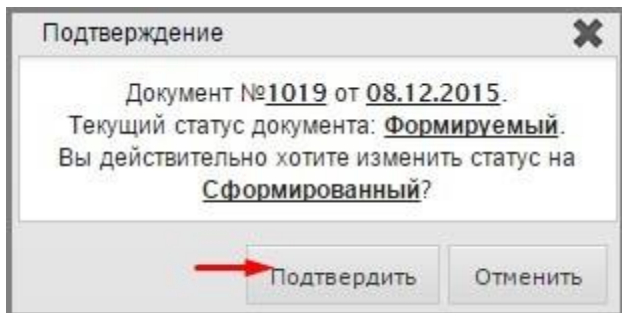 Подтверждение
Документ №1019 от 08.12.2015.
Текущий статус документа: Формируемый.
Вы действительно хотите изменить статус на
Сформированный?
Подтвердить Отменить